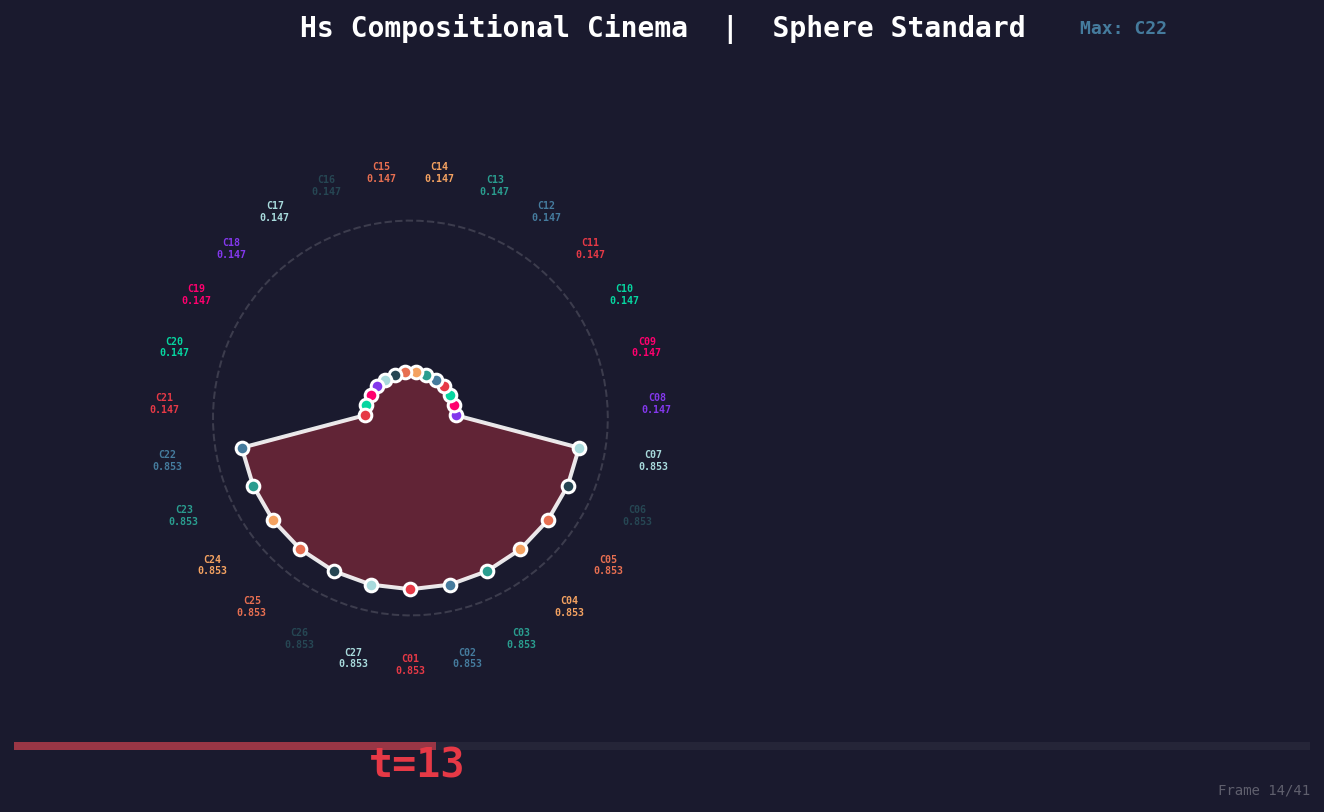 Hs Compositional Cinema | Sphere Standard
Max: C22
C15
0.147
C14
0.147
C16
0.147
C13
0.147
C17
0.147
C12
0.147
C18
0.147
C11
0.147
C19
0.147
C10
0.147
C20
0.147
C09
0.147
C21
0.147
C08
0.147
C22
0.853
C07
0.853
C23
0.853
C06
0.853
C24
0.853
C05
0.853
C25
0.853
C04
0.853
C26
0.853
C03
0.853
C27
0.853
C02
0.853
C01
0.853
t=13
Frame 14/41